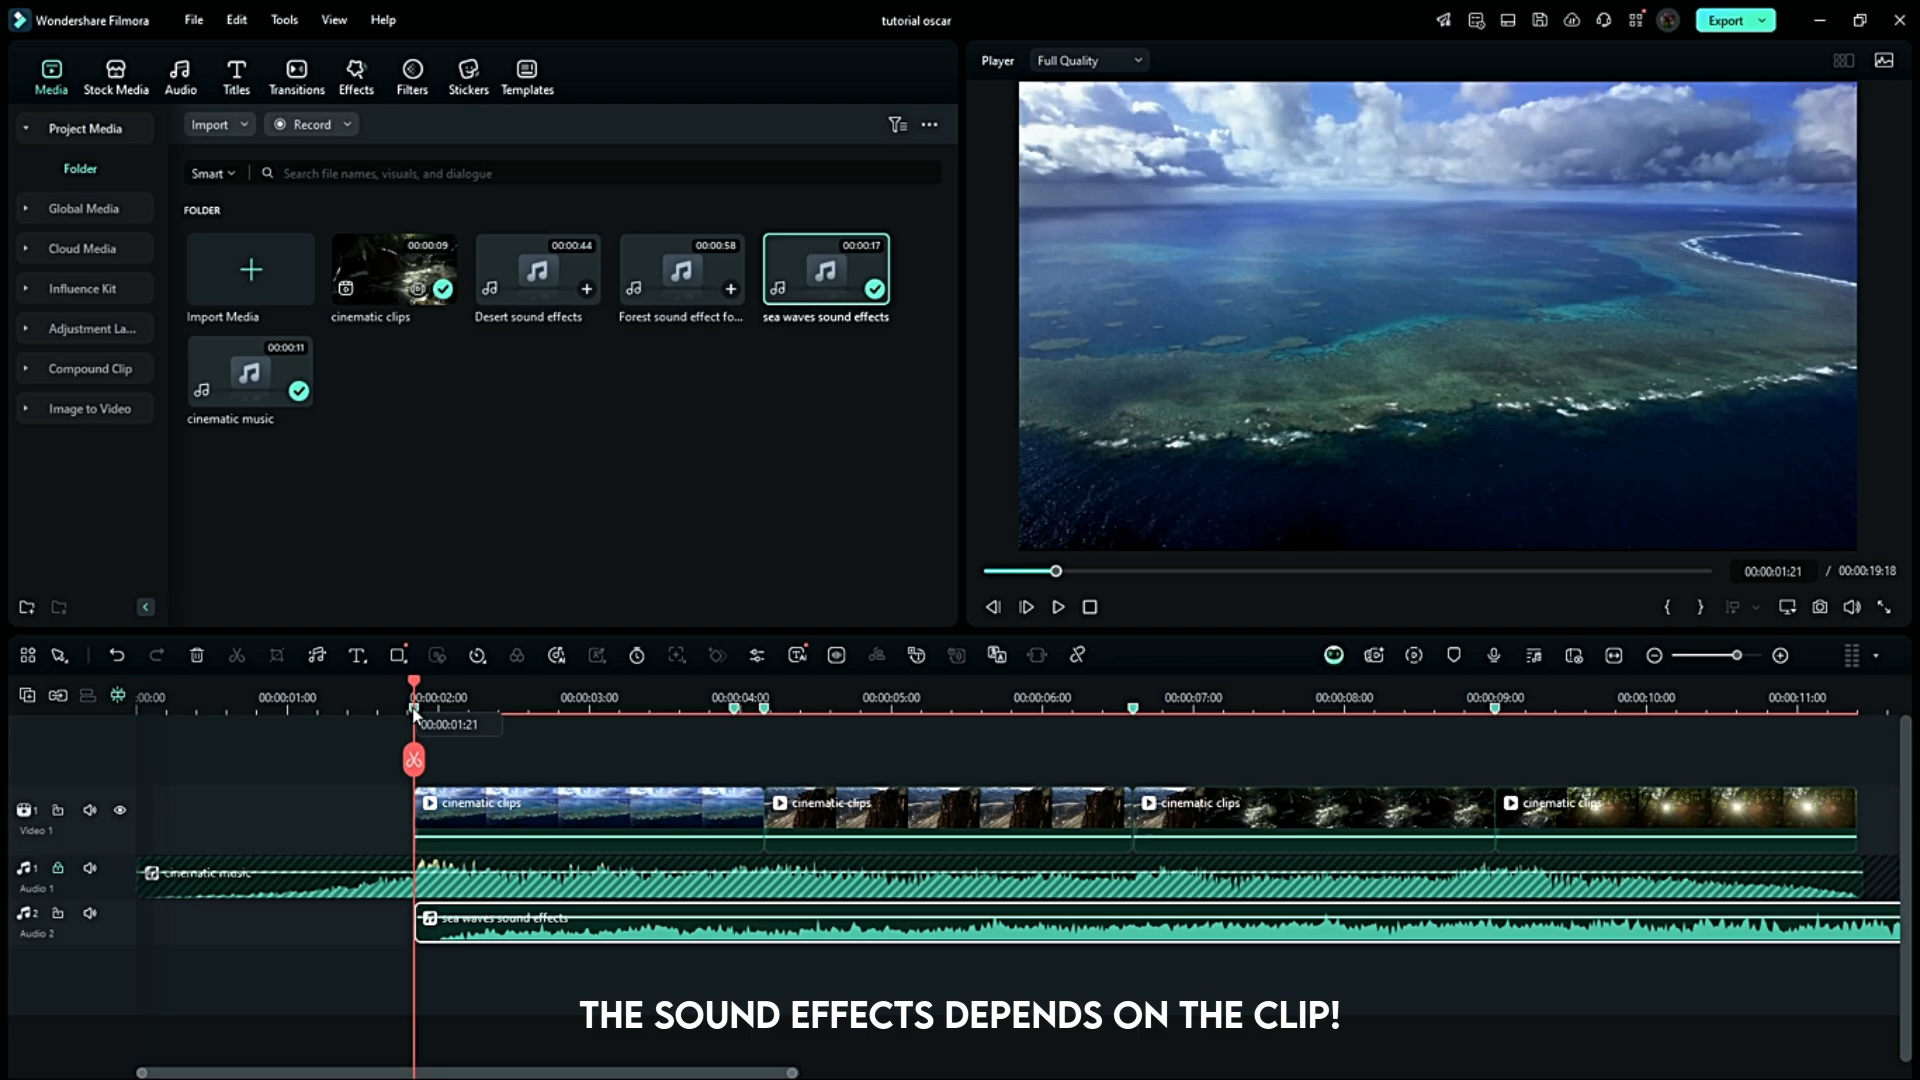 Wondershare Filmora
File
Edit
Tools
View
Help
tutorial oscar
Export
Media
Stock Media
Audio
Titles
Transitions
Effects
Filters
Stickers
Templates
Player
Full Quality
Project Media
Folder
Global Media
Cloud Media
Influence Kit
Adjustment La...
Compound Clip
Image to Video
Import
Record
Smart
Search file names, visuals, and dialogue
FOLDER
Import Media
00:00:09
cinematic clips
00:00:44
Desert sound effects
00:00:58
Forest sound effect fo...
00:00:17
sea waves sound effects
00:00:11
cinematic music
00:00:01:21 / 00:00:19:18
:00:00
00:00:01:00
00:00:02:00
00:00:03:00
00:00:04:00
00:00:05:00
00:00:06:00
00:00:07:00
00:00:08:00
00:00:09:00
00:00:10:00
00:00:11:00
00:00:01:21
1
Video 1
cinematic clips
cinematic clips
cinematic clips
cinematic clips
1
Audio 1
cinematic music
2
Audio 2
sea waves sound effects
THE SOUND EFFECTS DEPENDS ON THE CLIP!